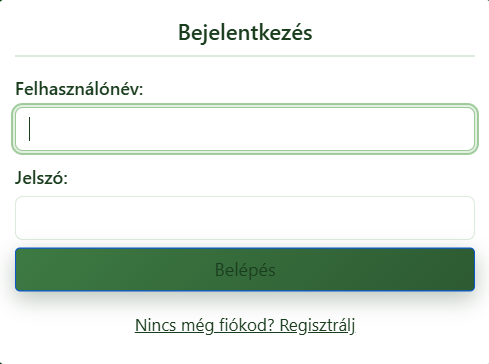 Bejelentkezés
Felhasználónév:
Jelszó:
Belépés
Nincs még fiókod? Regisztrálj